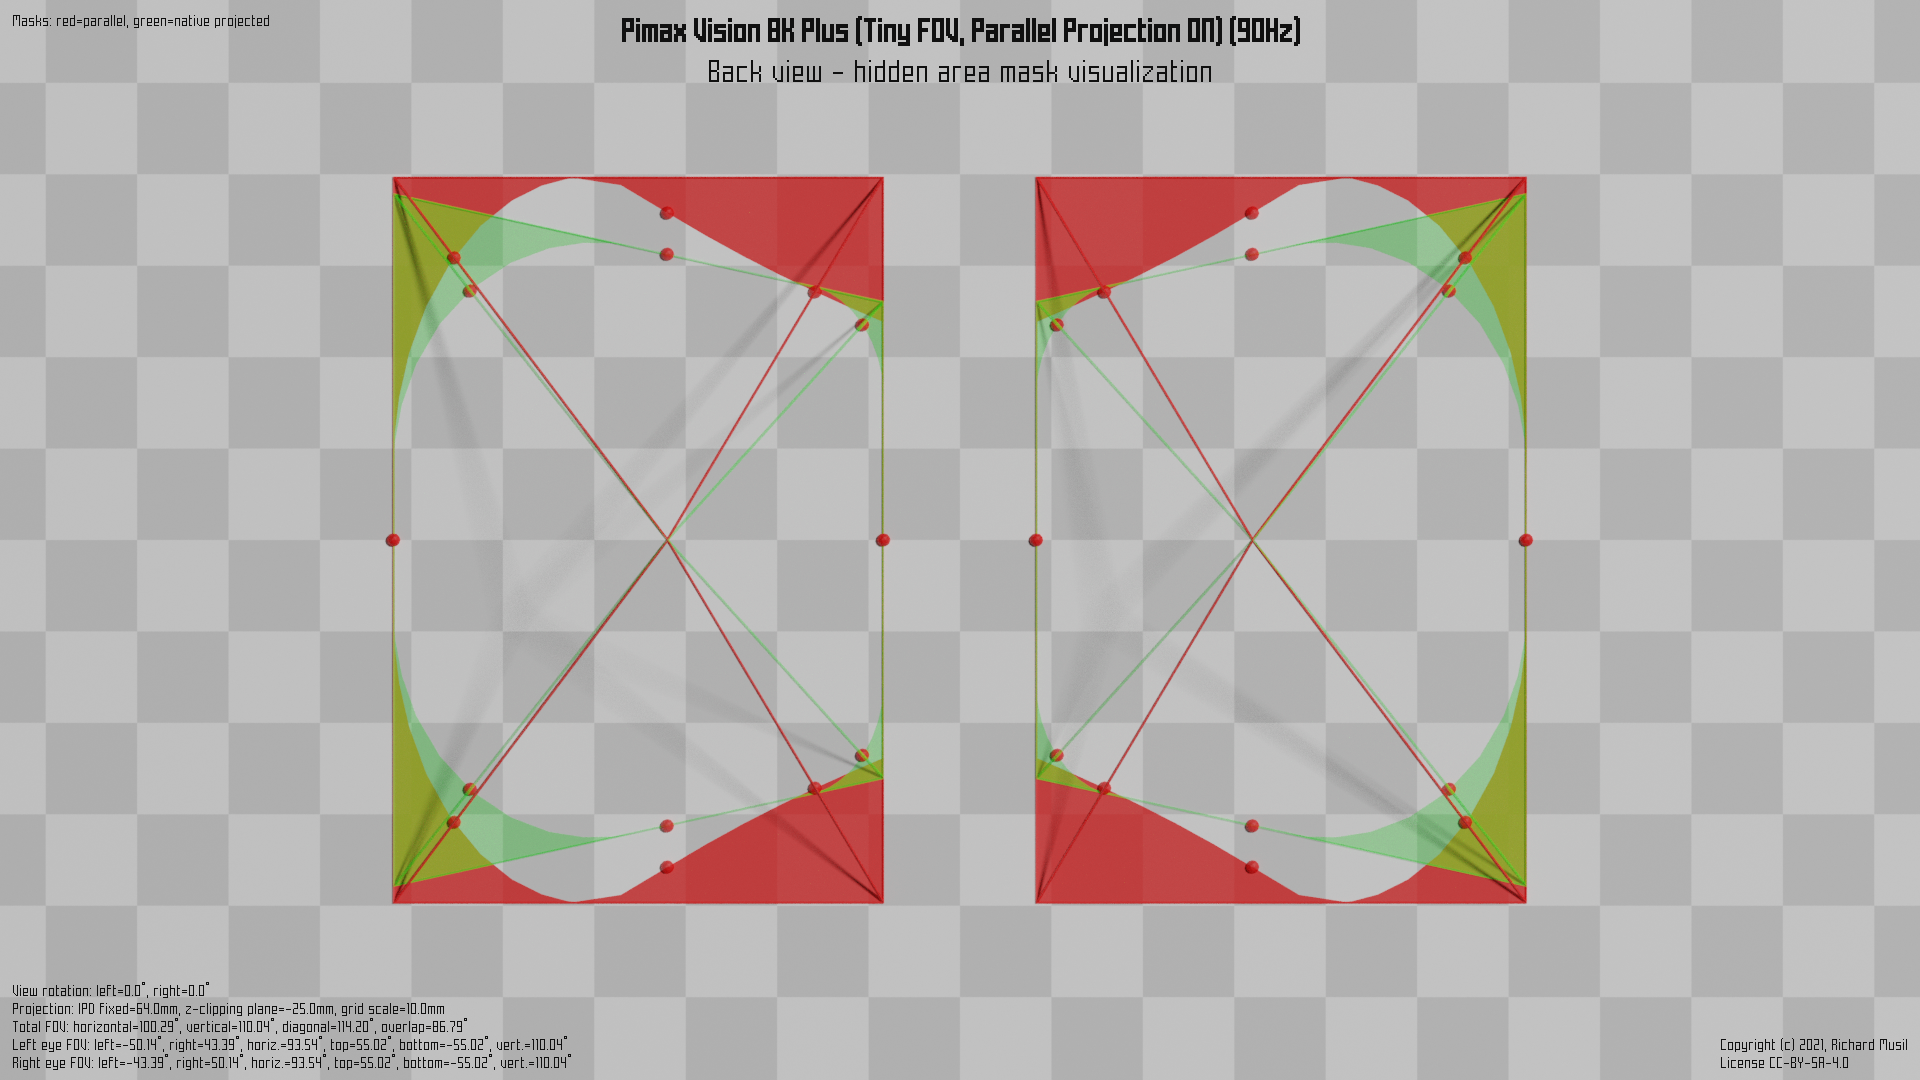 Masks: red=parallel, green=native projected
Pimax Vision 8K Plus (Tiny FOV, Parallel Projection ON) (90Hz)
Back view - hidden area mask visualization
View rotation: left=0.0°, right=0.0°
Projection: IPD fixed=64.0mm, z-clipping plane=-25.0mm, grid scale=10.0mm
Total FOV: horizontal=100.29°, vertical=110.04°, diagonal=114.20°, overlap=86.79°
Left eye FOV: left=-50.14°, right=43.39°, horiz.=93.54°, top=55.02°, bottom=-55.02°, vert.=110.04°
Right eye FOV: left=-43.39°, right=50.14°, horiz.=93.54°, top=55.02°, bottom=-55.02°, vert.=110.04°
Copyright (c) 2021, Richard Musil
License CC-BY-SA-4.0